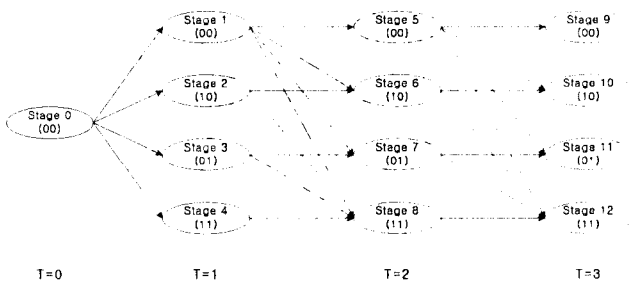 Stage 1
(00)
Stage 5
(00)
Stage 9
(00)
Stage 2
(10)
Stage 6
(10)
Stage 10
(10)
Stage 0
(00)
Stage 3
(01)
Stage 7
(01)
Stage 11
(01)
Stage 4
(11)
Stage 8
(11)
Stage 12
(11)
T=0
T=1
T=2
T=3